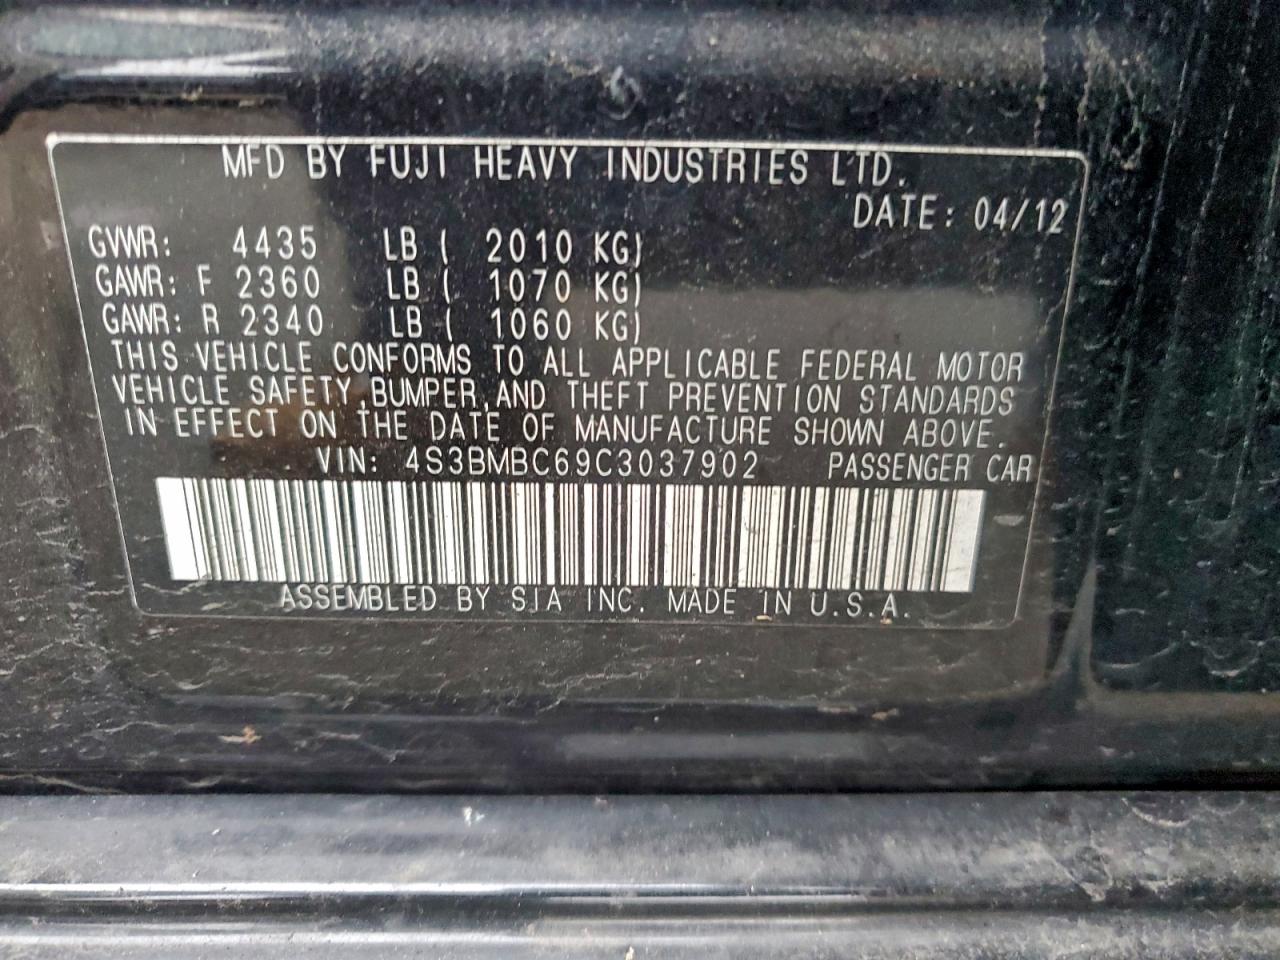 MFD BY FUJI HEAVY INDUSTRIES LTD.
DATE: 04/12
GVWR: 4435 LB ( 2010 KG)
GAWR: F 2360 LB ( 1070 KG)
GAWR: R 2340 LB ( 1060 KG)
THIS VEHICLE CONFORMS TO ALL APPLICABLE FEDERAL MOTOR
VEHICLE SAFETY,BUMPER,AND THEFT PREVENTION STANDARDS
IN EFFECT ON THE DATE OF MANUFACTURE SHOWN ABOVE.
VIN: 4S3BMBC69C3037902 PASSENGER CAR
ASSEMBLED BY SIA INC. MADE IN U.S.A.